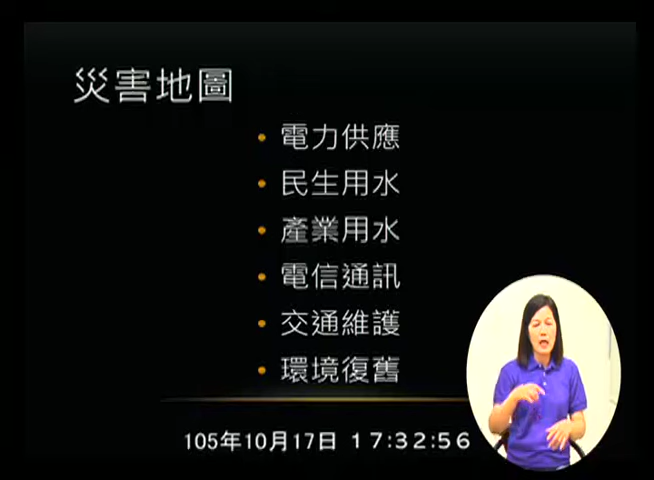 災害地圖
• 電力供應
• 民生用水
• 產業用水
• 電信通訊
• 交通維護
• 環境復舊
105年10月17日 17:32:56